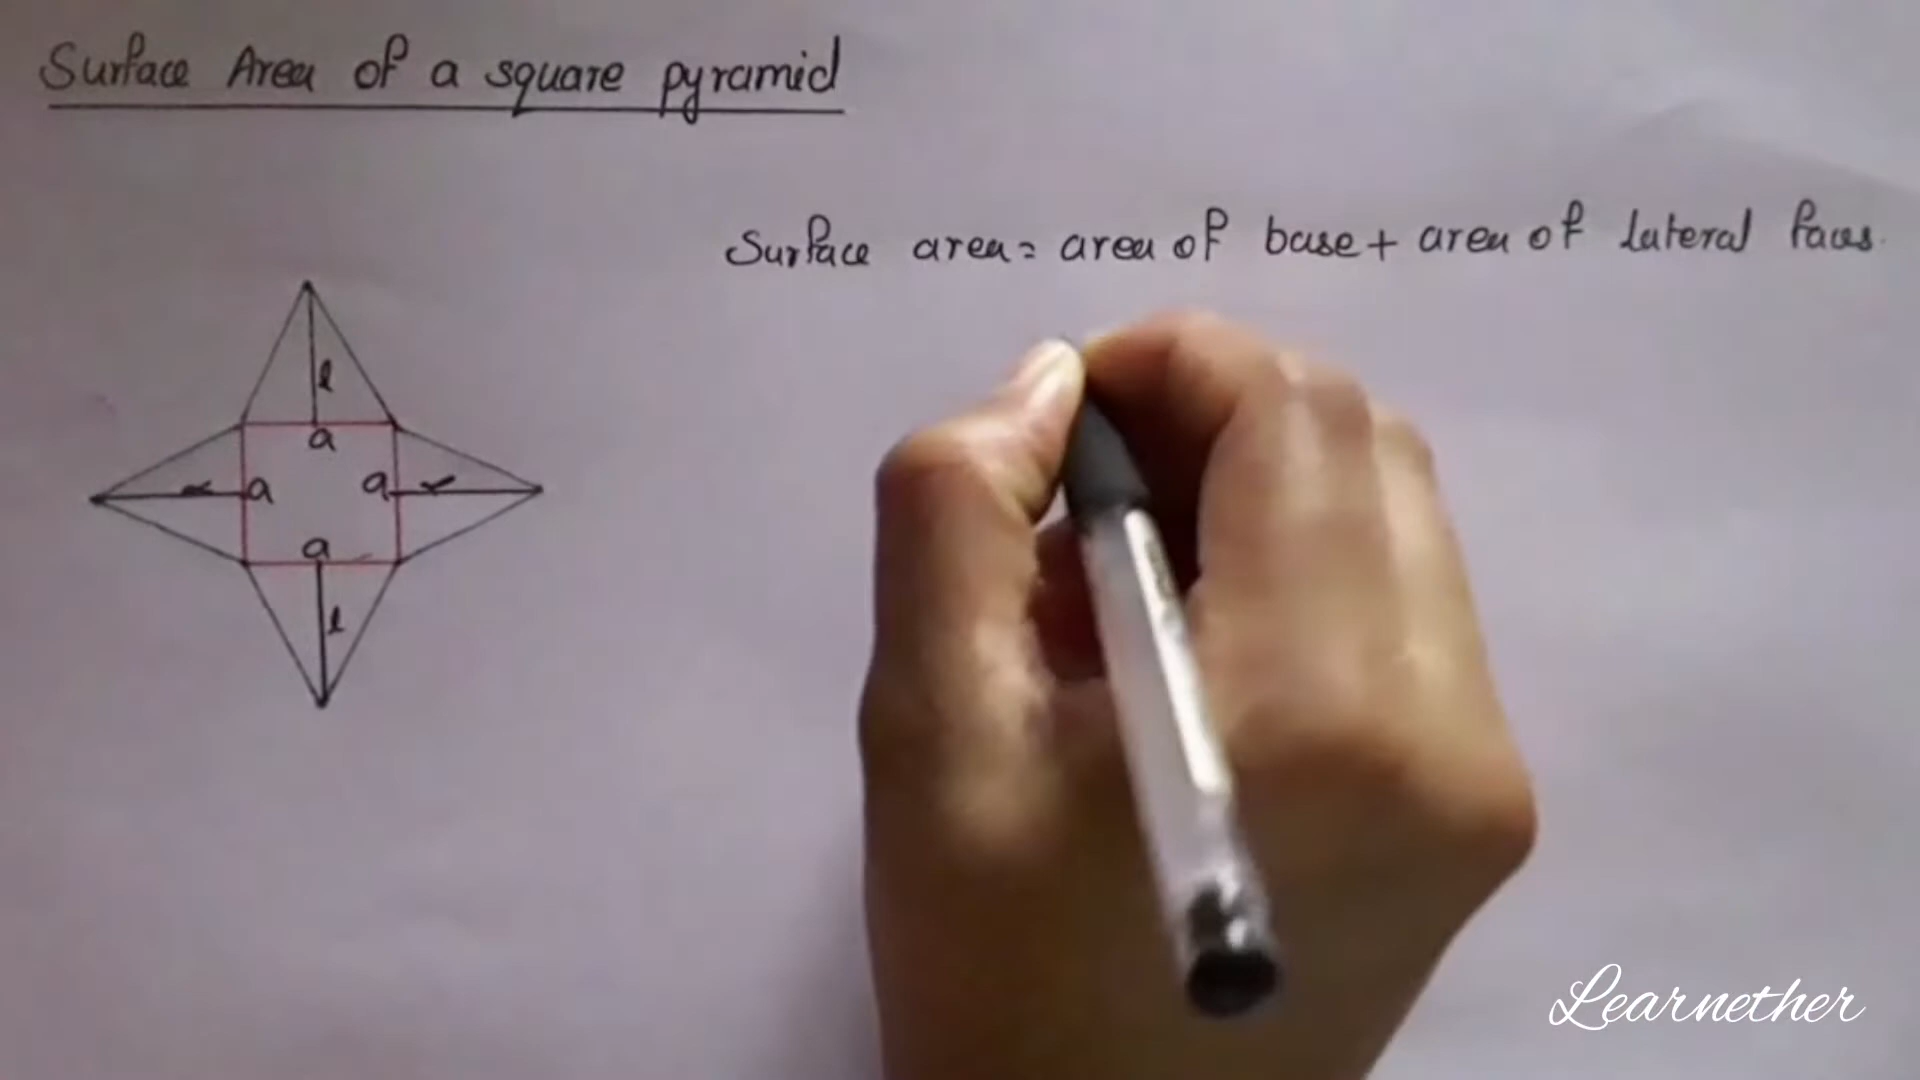 Surface Area of a square pyramid
Surface area = area of base + area of lateral faces
l
a
a a
a
l
Learnether